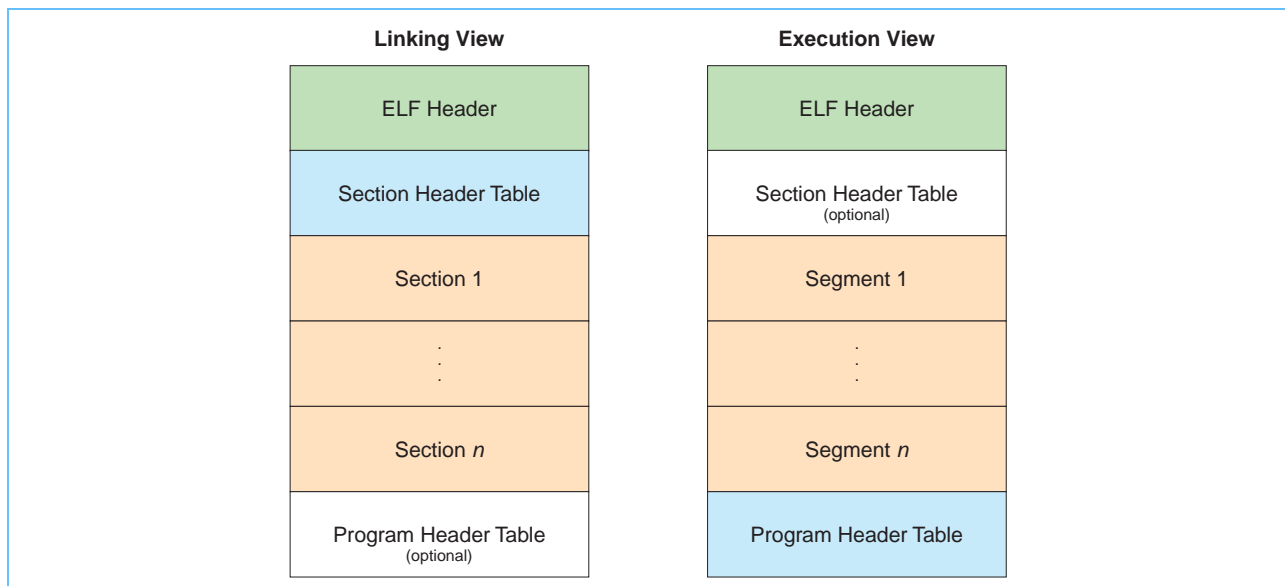 Linking View
ELF Header
Section Header Table
Section 1
.
.
.
Section n
Program Header Table
(optional)
Execution View
ELF Header
Section Header Table
(optional)
Segment 1
.
.
.
Segment n
Program Header Table